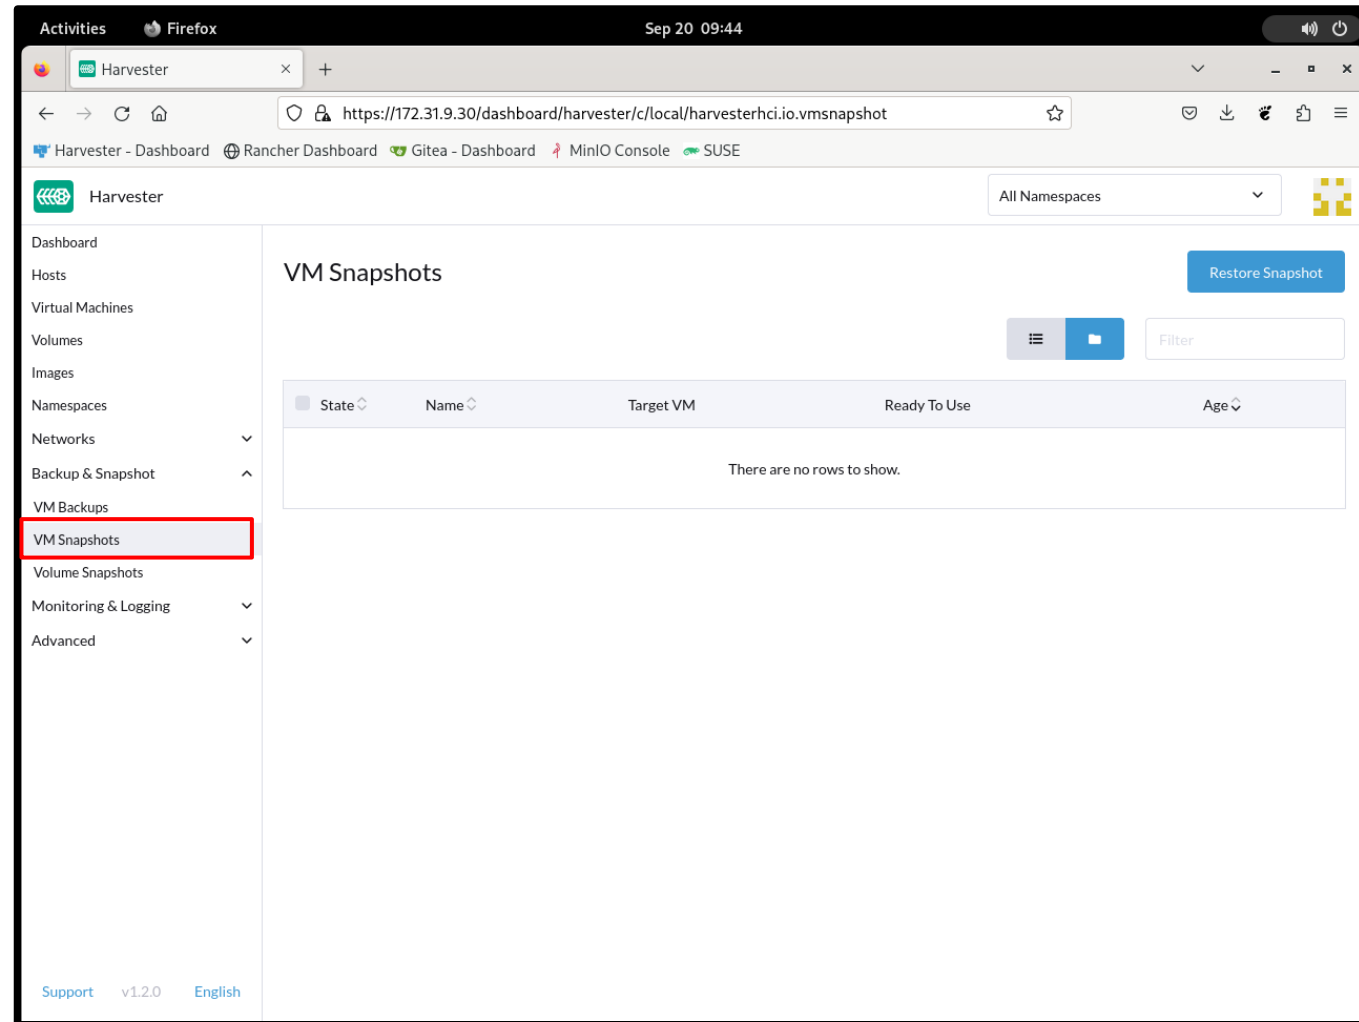 Activities Firefox Sep 20 09:44
Harvester
https://172.31.9.30/dashboard/harvester/c/local/harvesterhci.io.vmsnapshot
Harvester - Dashboard Rancher Dashboard Gitea - Dashboard MinIO Console SUSE
Harvester All Namespaces
Dashboard
Hosts
Virtual Machines
Volumes
Images
Namespaces
Networks
Backup & Snapshot
VM Backups
VM Snapshots
Volume Snapshots
Monitoring & Logging
Advanced
VM Snapshots Restore Snapshot
Filter
State Name Target VM Ready To Use Age
There are no rows to show.
Support v1.2.0 English